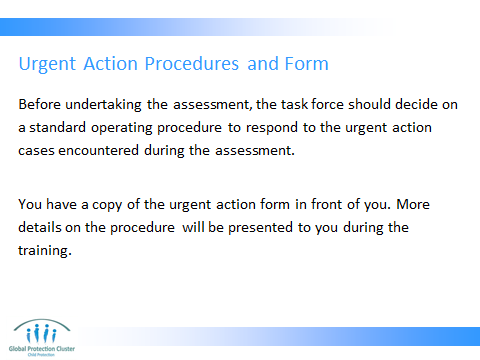 Urgent Action Procedures and Form
Before undertaking the assessment, the task force should decide on
a standard operating procedure to respond to the urgent action
cases encountered during the assessment.
You have a copy of the urgent action form in front of you. More
details on the procedure will be presented to you during the
training.
Global Protection Cluster
Child Protection